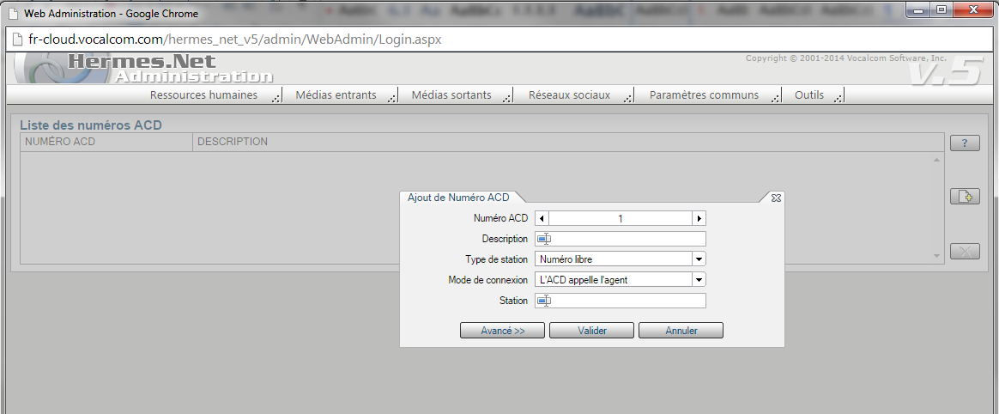 Web Administration - Google Chrome
fr-cloud.vocalcom.com/hermes_net_v5/admin/WebAdmin/Login.aspx
Hermes.Net
Administration
Copyright © 2001-2014 Vocalcom Software, Inc.
v.5
Ressources humaines Médias entrants Médias sortants Réseaux sociaux Paramètres communs Outils
Liste des numéros ACD
NUMÉRO ACD DESCRIPTION
?
Ajout de Numéro ACD
Numéro ACD 1
Description
Type de station Numéro libre
Mode de connexion L'ACD appelle l'agent
Station
Avancé >> Valider Annuler